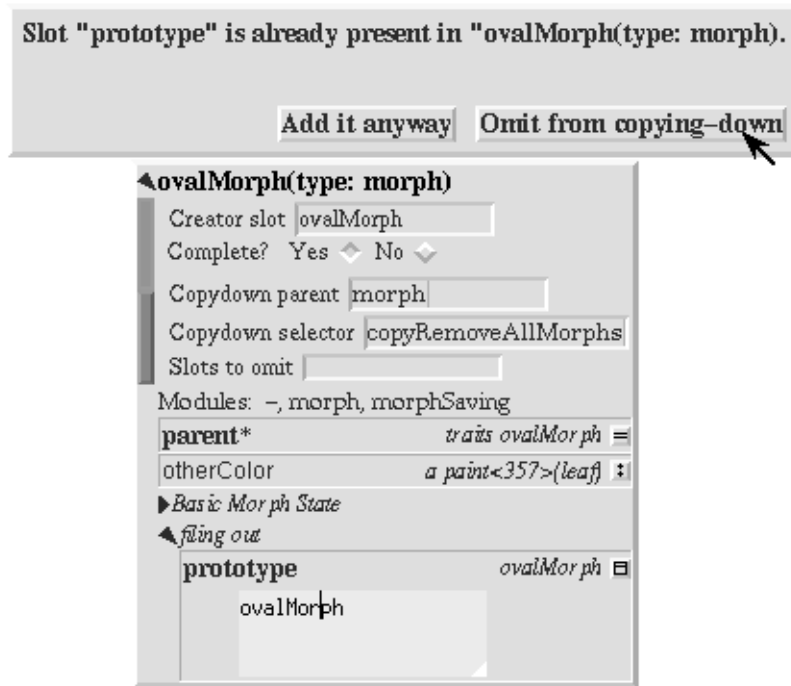 Slot "prototype" is already present in "ovalMorph(type: morph).
Add it anyway Omit from copying-down
ovalMorph(type: morph)
Creator slot ovalMorph
Complete? Yes No
Copydown parent morph
Copydown selector copyRemoveAllMorphs
Slots to omit
Modules: -, morph, morphSaving
parent* traits ovalMorph =
otherColor a paint<357>(leaf) :
Basic Morph State
filing out
prototype ovalMorph
ovalMorph